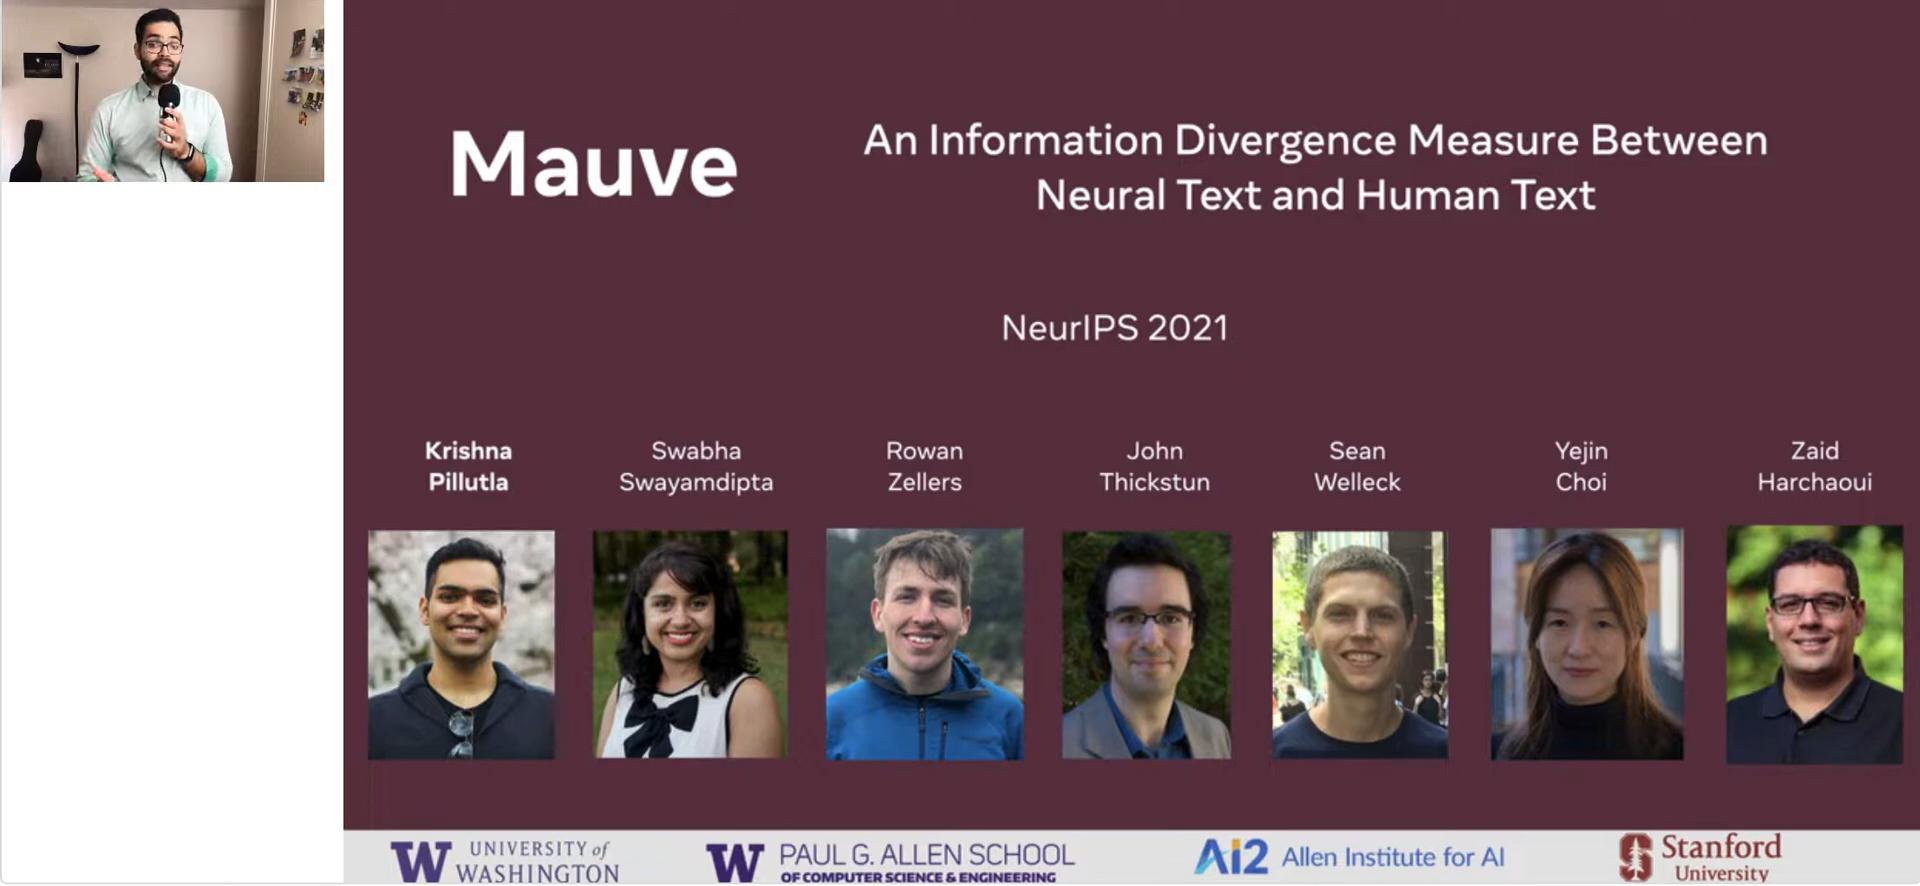 Mauve
An Information Divergence Measure Between
Neural Text and Human Text
NeurIPS 2021
Krishna
Pillutla
Swabha
Swayamdipta
Rowan
Zellers
John
Thickstun
Sean
Welleck
Yejin
Choi
Zaid
Harchaoui
W UNIVERSITY of
WASHINGTON
W PAUL G. ALLEN SCHOOL
OF COMPUTER SCIENCE & ENGINEERING
Ai2 Allen Institute for AI
Stanford
University